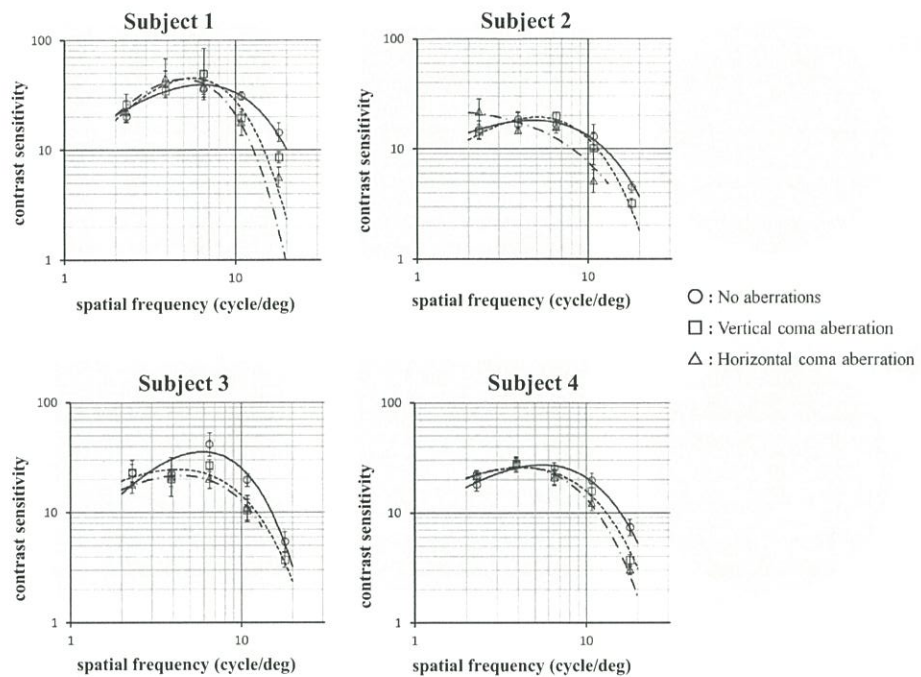 Subject 1
100
10
1
contrast sensitivity
1
10
spatial frequency (cycle/deg)
Subject 2
100
10
1
contrast sensitivity
1
10
spatial frequency (cycle/deg)
○ : No aberrations
□ : Vertical coma aberration
△ : Horizontal coma aberration
Subject 3
100
10
1
contrast sensitivity
1
10
spatial frequency (cycle/deg)
Subject 4
100
10
1
contrast sensitivity
1
10
spatial frequency (cycle/deg)